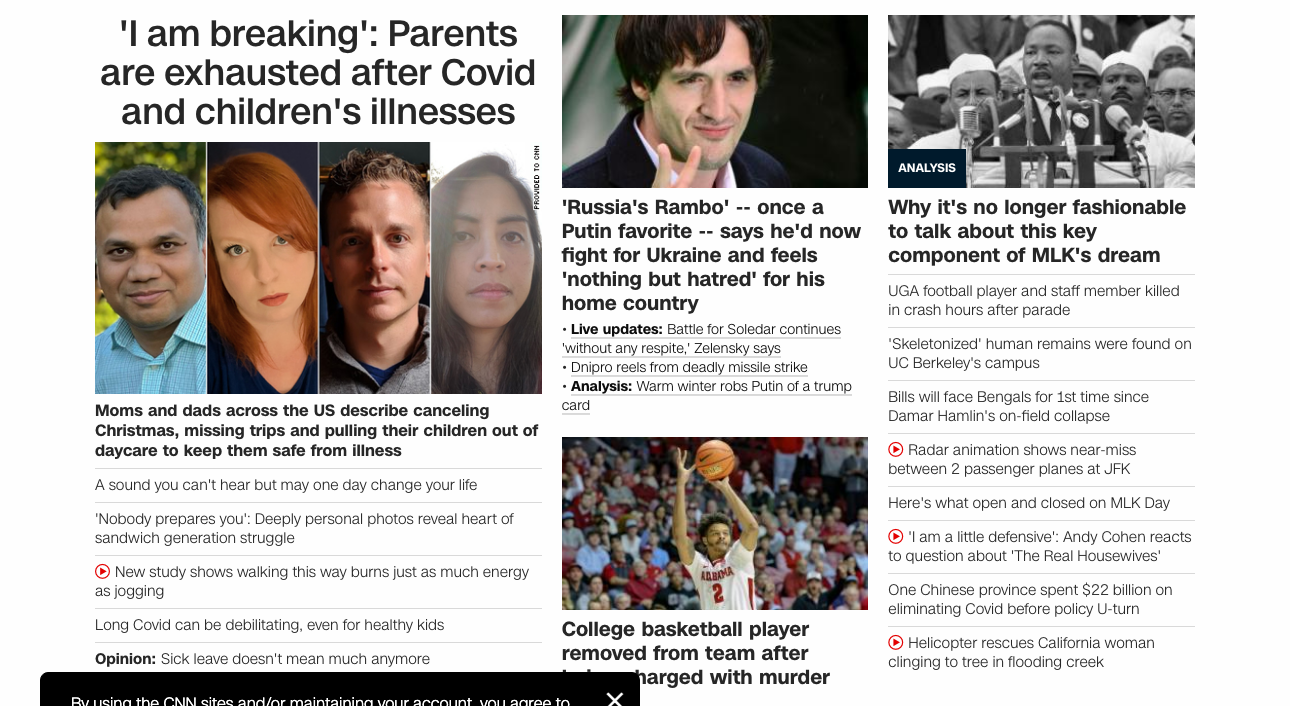 'I am breaking': Parents
are exhausted after Covid
and children's illnesses
PROVIDED TO CNN
Moms and dads across the US describe canceling
Christmas, missing trips and pulling their children out of
daycare to keep them safe from illness
A sound you can't hear but may one day change your life
'Nobody prepares you': Deeply personal photos reveal heart of
sandwich generation struggle
New study shows walking this way burns just as much energy
as jogging
Long Covid can be debilitating, even for healthy kids
Opinion: Sick leave doesn't mean much anymore
'Russia's Rambo' -- once a
Putin favorite -- says he'd now
fight for Ukraine and feels
'nothing but hatred' for his
home country
• Live updates: Battle for Soledar continues
'without any respite,' Zelensky says
• Dnipro reels from deadly missile strike
• Analysis: Warm winter robs Putin of a trump
card
ALABAMA
2
College basketball player
removed from team after
charged with murder
ANALYSIS
Why it's no longer fashionable
to talk about this key
component of MLK's dream
UGA football player and staff member killed
in crash hours after parade
'Skeletonized' human remains were found on
UC Berkeley's campus
Bills will face Bengals for 1st time since
Damar Hamlin's on-field collapse
Radar animation shows near-miss
between 2 passenger planes at JFK
Here's what open and closed on MLK Day
'I am a little defensive': Andy Cohen reacts
to question about 'The Real Housewives'
One Chinese province spent $22 billion on
eliminating Covid before policy U-turn
Helicopter rescues California woman
clinging to tree in flooding creek
By using the CNN sites and/or maintaining your account, you agree to